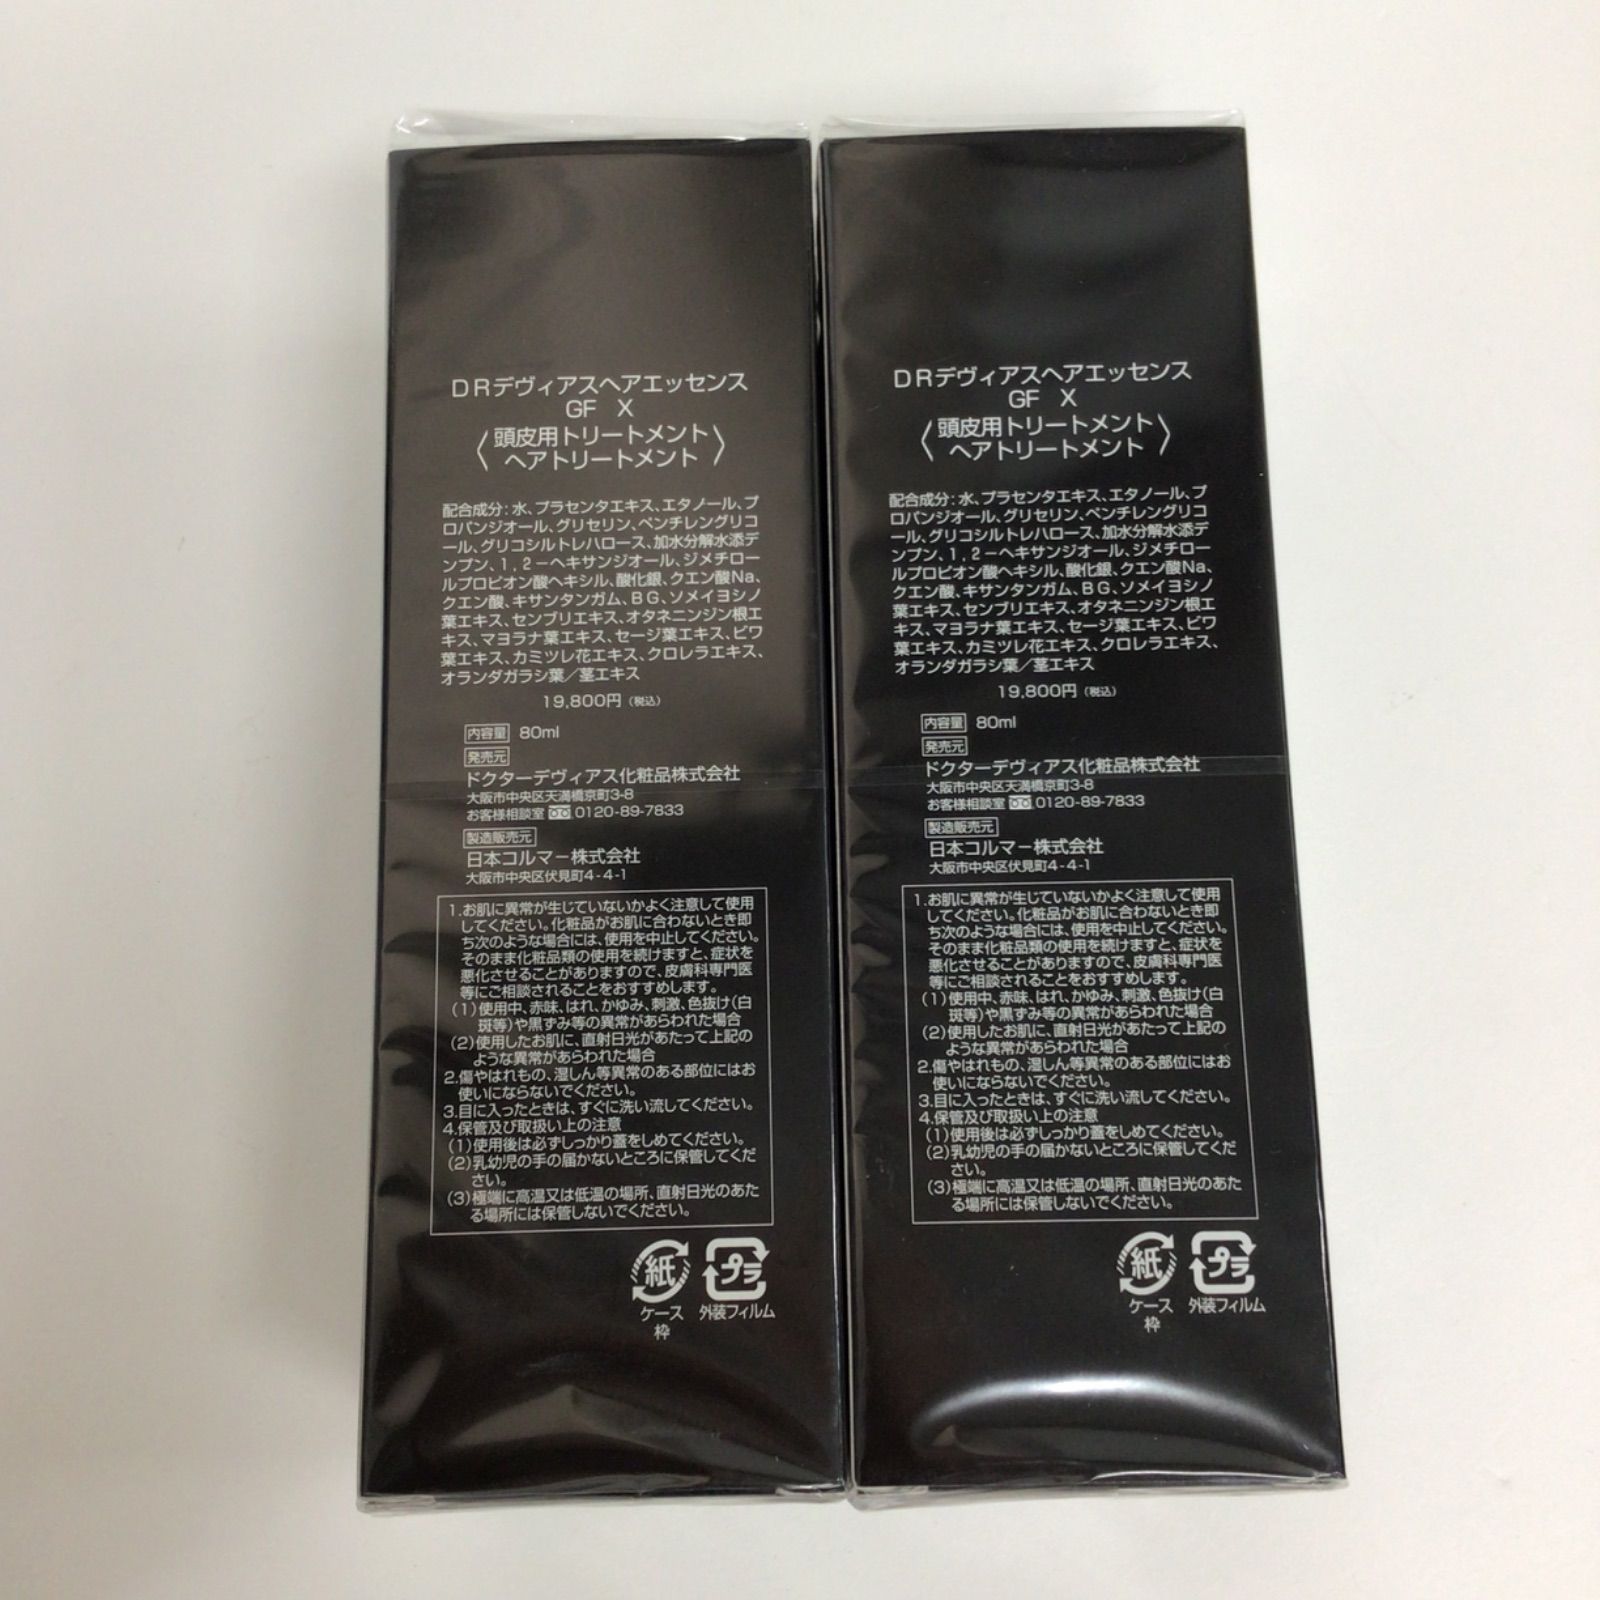 DRデヴィアスヘアエッセンス
GF X
〈頭皮用トリートメント
ヘアトリートメント〉
配合成分:水、プラセンタエキス、エタノール、プ
ロパンジオール、グリセリン、ペンチレングリコ
ール、グリコシルトレハロース、加水分解水添デ
ンプン、1,2-ヘキサンジオール、ジメチロー
ルプロピオン酸ヘキシル、酸化銀、クエン酸Na、
クエン酸、キサンタンガム、BG、ソメイヨシノ
葉エキス、センブリエキス、オタネニンジン根エ
キス、マヨラナ葉エキス、セージ葉エキス、ビワ
葉エキス、カミツレ花エキス、クロレラエキス、
オランダガラシ葉/茎エキス
19,800円(税込)
内容量 80ml
発売元
ドクターデヴィアス化粧品株式会社
大阪市中央区天満橋京町3-8
お客様相談室 0120-89-7833
製造販売元
日本コルマー株式会社
大阪市中央区伏見町4-4-1
1.お肌に異常が生じていないかよく注意して使用
してください。化粧品がお肌に合わないとき即
ち次のような場合には、使用を中止してください。
そのまま化粧品類の使用を続けますと、症状を
悪化させることがありますので、皮膚科専門医
等にご相談されることをおすすめします。
(1)使用中、赤味、はれ、かゆみ、刺激、色抜け(白
斑等)や黒ずみ等の異常があらわれた場合
(2)使用したお肌に、直射日光があたって上記の
ような異常があらわれた場合
2.傷やはれもの、湿しん等異常のある部位にはお
使いにならないでください。
3.目に入ったときは、すぐに洗い流してください。
4.保管及び取扱い上の注意
(1)使用後は必ずしっかり蓋をしめてください。
(2)乳幼児の手の届かないところに保管してくだ
さい。
(3)極端に高温又は低温の場所、直射日光のあた
る場所には保管しないでください。
紙 プラ
ケース 外装フィルム
枠
DRデヴィアスヘアエッセンス
GF X
〈頭皮用トリートメント
ヘアトリートメント〉
配合成分:水、プラセンタエキス、エタノール、プ
ロパンジオール、グリセリン、ペンチレングリコ
ール、グリコシルトレハロース、加水分解水添デ
ンプン、1,2-ヘキサンジオール、ジメチロー
ルプロピオン酸ヘキシル、酸化銀、クエン酸Na、
クエン酸、キサンタンガム、BG、ソメイヨシノ
葉エキス、センブリエキス、オタネニンジン根エ
キス、マヨラナ葉エキス、セージ葉エキス、ビワ
葉エキス、カミツレ花エキス、クロレラエキス、
オランダガラシ葉/茎エキス
19,800円(税込)
内容量 80ml
発売元
ドクターデヴィアス化粧品株式会社
大阪市中央区天満橋京町3-8
お客様相談室 0120-89-7833
製造販売元
日本コルマー株式会社
大阪市中央区伏見町4-4-1
1.お肌に異常が生じていないかよく注意して使用
してください。化粧品がお肌に合わないとき即
ち次のような場合には、使用を中止してください。
そのまま化粧品類の使用を続けますと、症状を
悪化させることがありますので、皮膚科専門医
等にご相談されることをおすすめします。
(1)使用中、赤味、はれ、かゆみ、刺激、色抜け(白
斑等)や黒ずみ等の異常があらわれた場合
(2)使用したお肌に、直射日光があたって上記の
ような異常があらわれた場合
2.傷やはれもの、湿しん等異常のある部位にはお
使いにならないでください。
3.目に入ったときは、すぐに洗い流してください。
4.保管及び取扱い上の注意
(1)使用後は必ずしっかり蓋をしめてください。
(2)乳幼児の手の届かないところに保管してくだ
さい。
(3)極端に高温又は低温の場所、直射日光のあた
る場所には保管しないでください。
紙 プラ
ケース 外装フィルム
枠